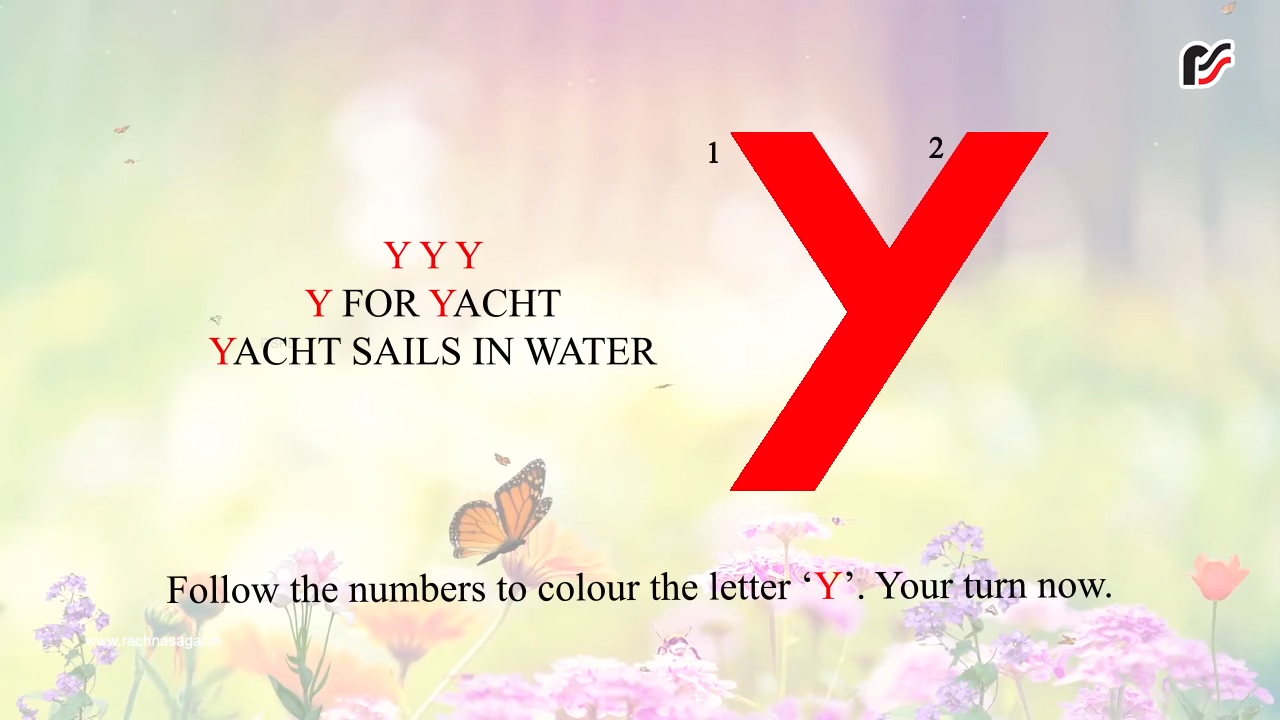 1
2
Y Y Y
Y FOR YACHT
YACHT SAILS IN WATER
Follow the numbers to colour the letter ‘Y’. Your turn now.
www.rachnasagar.in